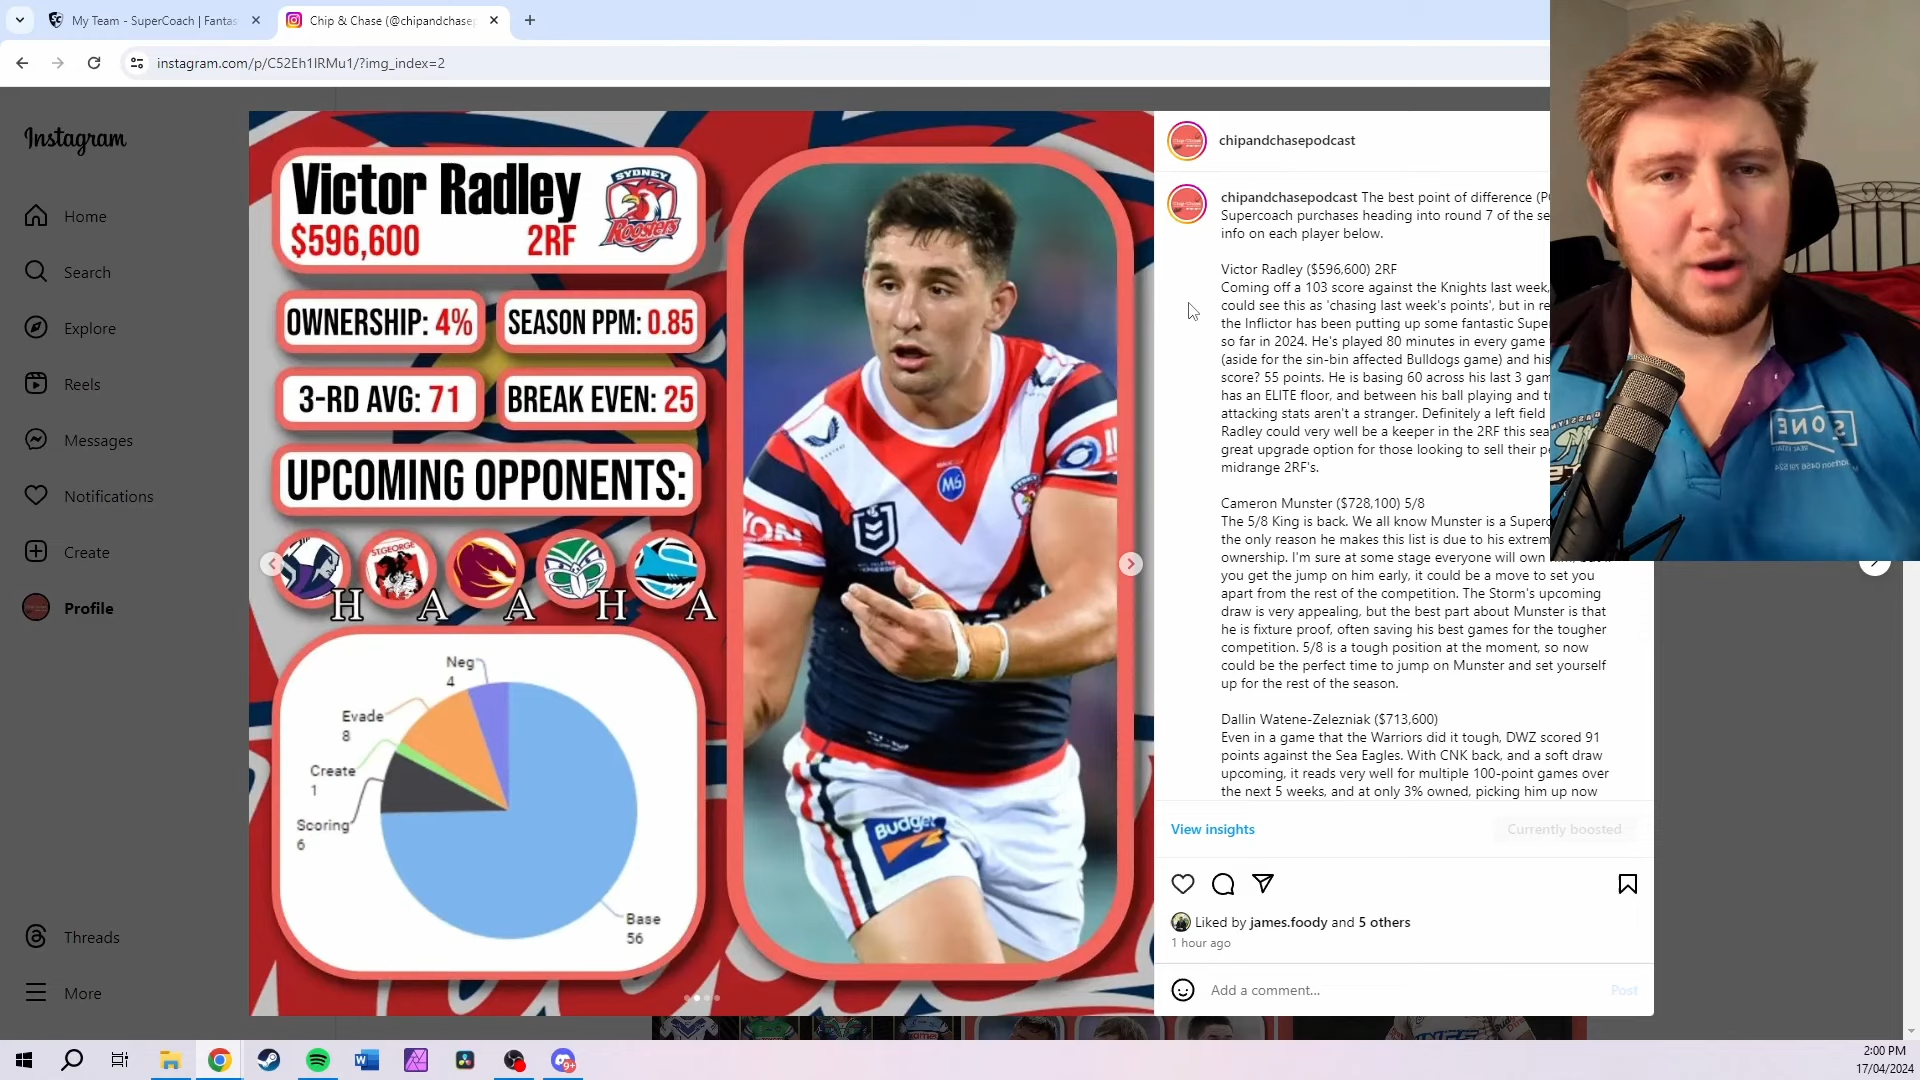 My Team - SuperCoach | Fantas
Chip & Chase (@chipandchasep
instagram.com/p/C52Eh1lRMu1/?img_index=2
Instagram
Home
Search
Explore
Reels
Messages
Notifications
Create
Profile
Threads
More
Victor Radley
$596,600 2RF
SYDNEY
Roosters
OWNERSHIP: 4% SEASON PPM: 0.85
3-RD AVG: 71 BREAK EVEN: 25
UPCOMING OPPONENTS:
ST.GEORGE
H A A H A
Neg
4
Evade
8
Create
1
Scoring
6
Base
56
Budget
chipandchasepodcast
chipandchasepodcast The best point of difference
Supercoach purchases heading into round 7 of the se
info on each player below.
Victor Radley ($596,600) 2RF
Coming off a 103 score against the Knights last week,
could see this as 'chasing last week's points', but in re
the Inflictor has been putting up some fantastic Super
so far in 2024. He's played 80 minutes in every game
(aside for the sin-bin affected Bulldogs game) and his
score? 55 points. He is basing 60 across his last 3 gam
has an ELITE floor, and between his ball playing and t
attacking stats aren't a stranger. Definitely a left field
Radley could very well be a keeper in the 2RF this sea
great upgrade option for those looking to sell their p
midrange 2RF's.
Cameron Munster ($728,100) 5/8
The 5/8 King is back. We all know Munster is a Superc
the only reason he makes this list is due to his extrem
ownership. I'm sure at some stage everyone will own
you get the jump on him early, it could be a move to set you
apart from the rest of the competition. The Storm's upcoming
draw is very appealing, but the best part about Munster is that
he is fixture proof, often saving his best games for the tougher
competition. 5/8 is a tough position at the moment, so now
could be the perfect time to jump on Munster and set yourself
up for the rest of the season.
Dallin Watene-Zelezniak ($713,600)
Even in a game that the Warriors did it tough, DWZ scored 91
points against the Sea Eagles. With CNK back, and a soft draw
upcoming, it reads very well for multiple 100-point games over
the next 5 weeks, and at only 3% owned, picking him up now
View insights
Currently boosted
Liked by james.foody and 5 others
1 hour ago
Add a comment...
Post
ZONE
2:00 PM
17/04/2024